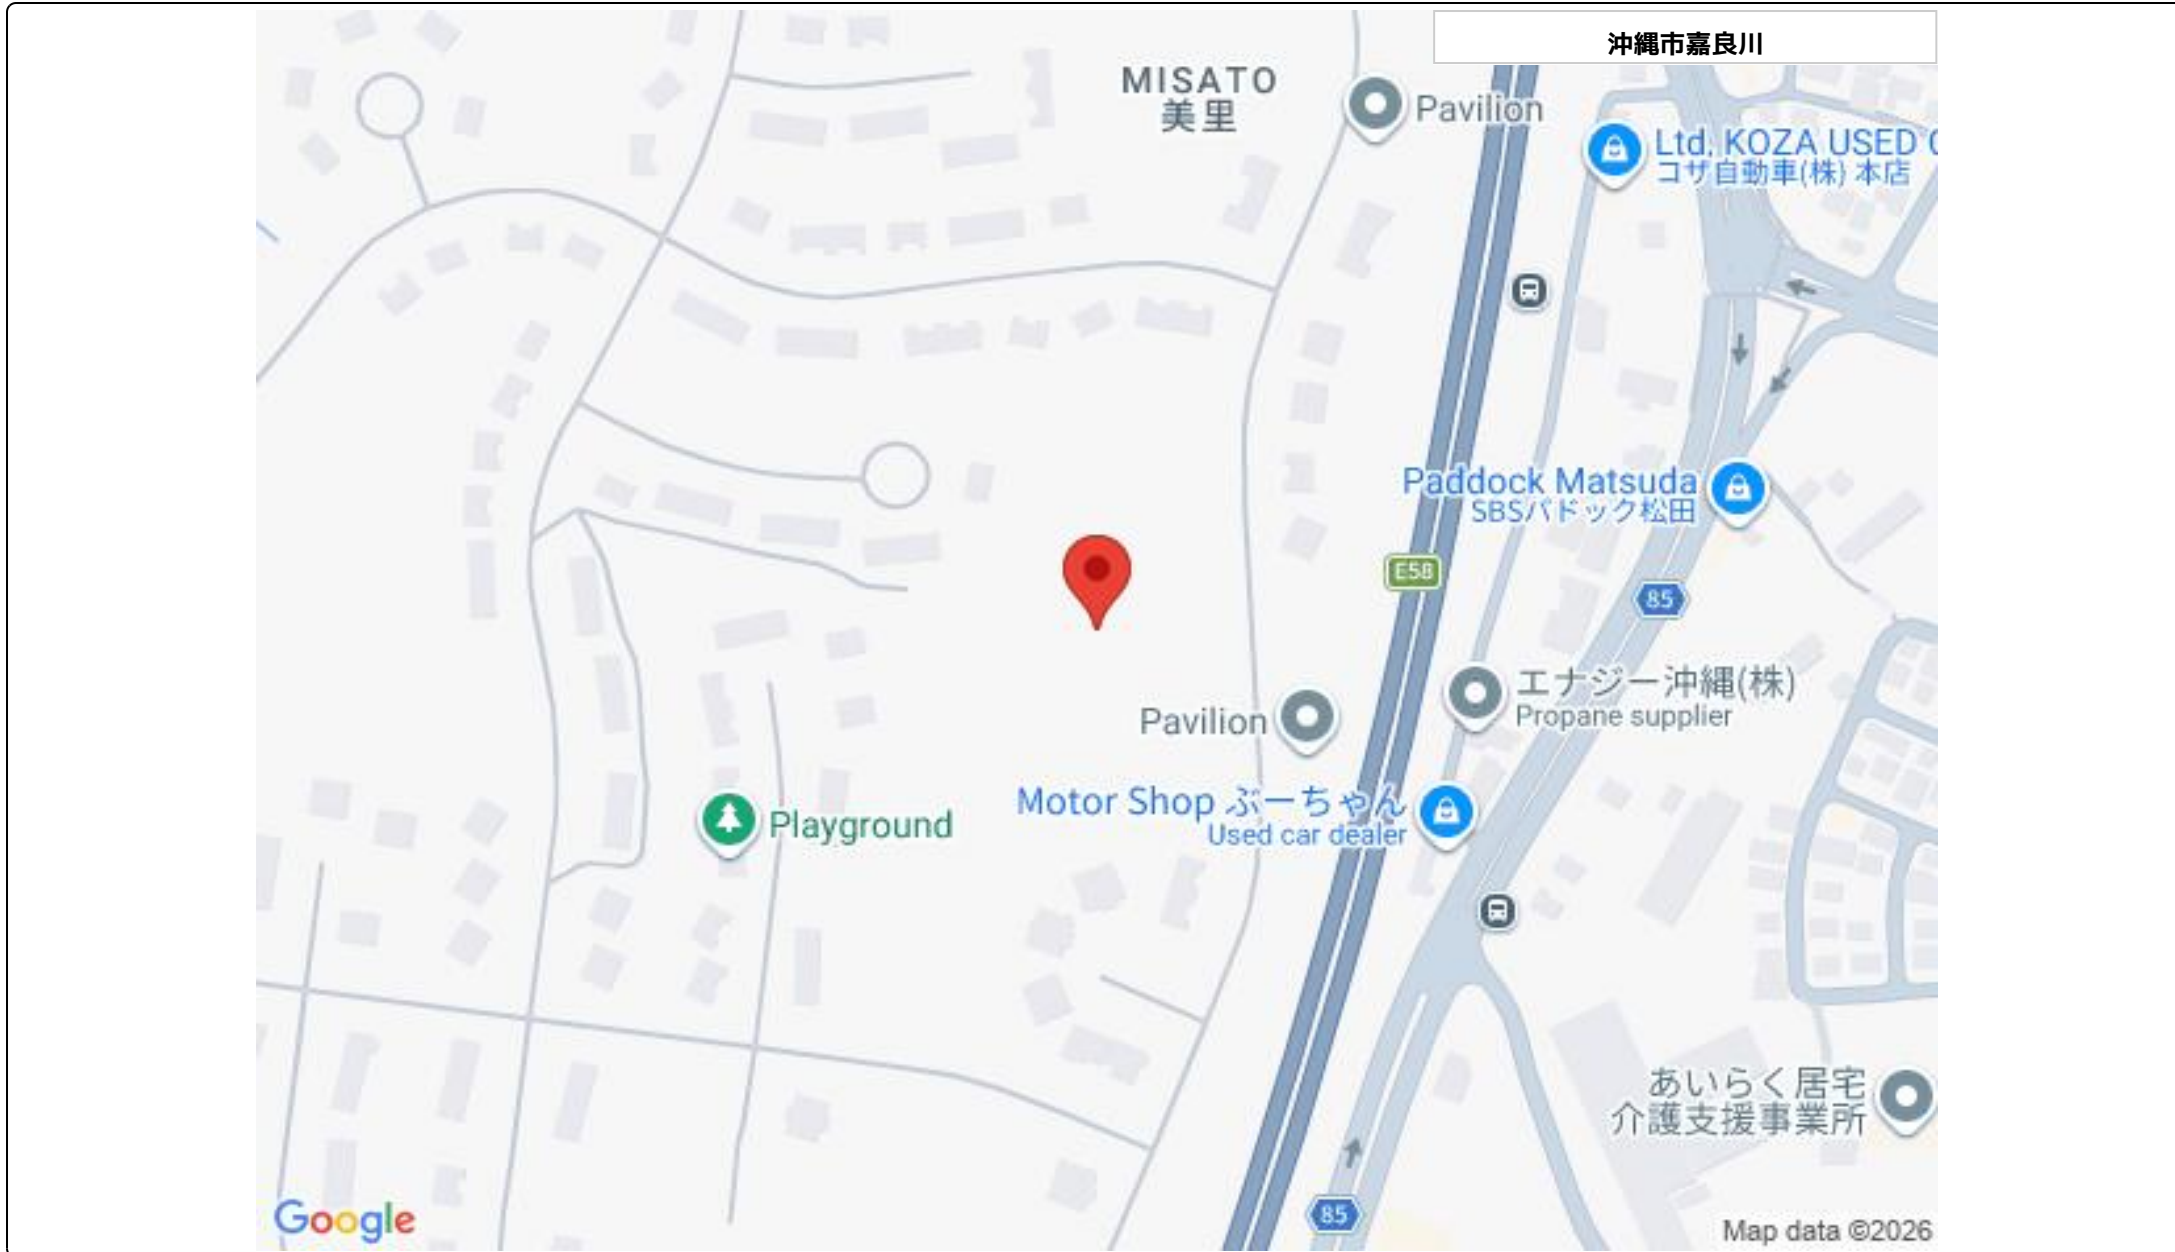 沖縄市嘉良川
MISATO
美里
Pavilion
Ltd, KOZA USED
コザ自動車(株) 本店
Paddock Matsuda
SBSパドック松田
E58
85
エナジー沖縄(株)
Propane supplier
Pavilion
Motor Shop ぶーちゃん
Used car dealer
Playground
あいらく居宅
介護支援事業所
85
Google
Map data ©2026